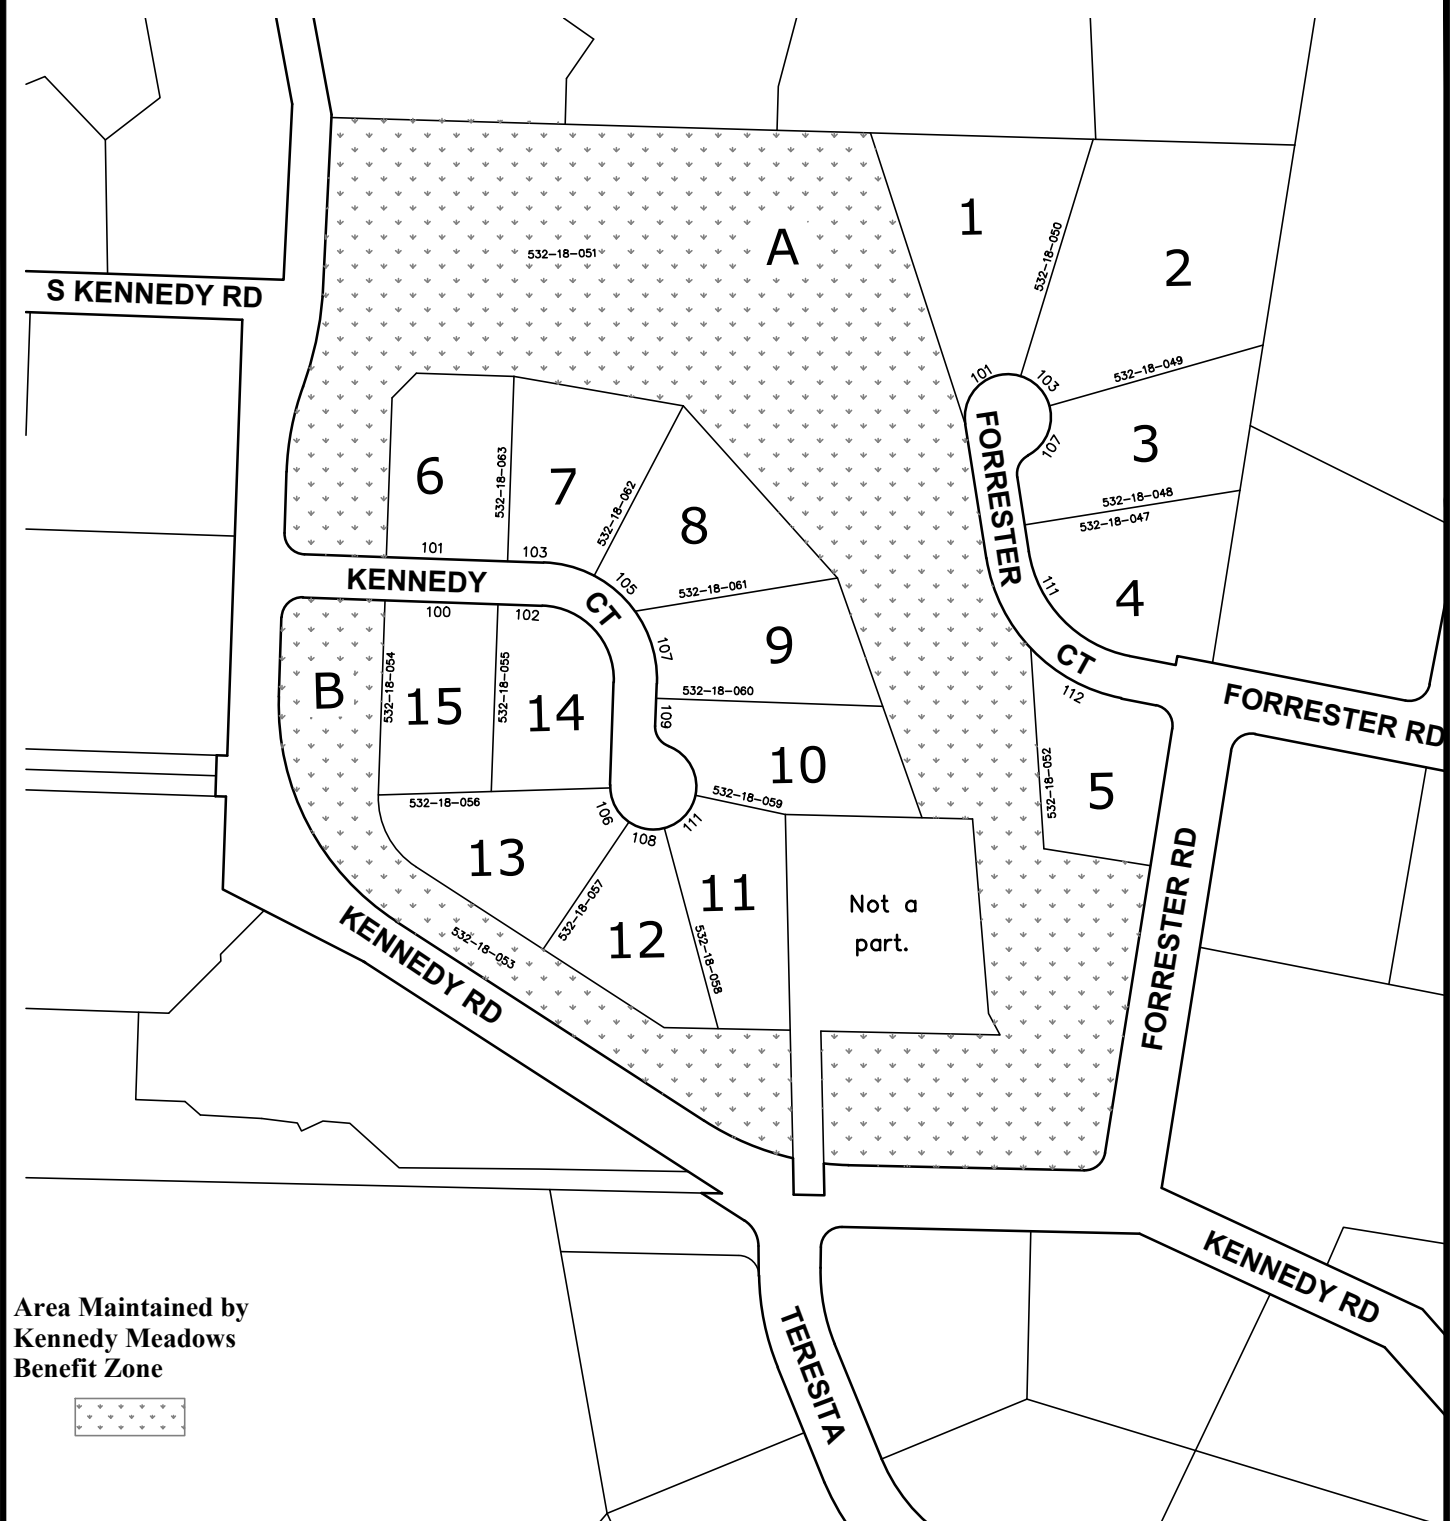 1
A
532-18-050
532-18-051
2
S KENNEDY RD
532-18-049
101
103
FORRESTER
107
3
6
532-18-063
7
532-18-062
8
532-18-048
532-18-047
101
103
KENNEDY
105
532-18-061
111
4
100
102
CT
107
9
CT
B
532-18-054
15
532-18-055
14
532-18-060
109
112
FORRESTER RD
10
532-18-052
5
532-18-056
106
108
111
532-18-059
13
532-18-057
11
Not a
part.
FORRESTER RD
KENNEDY RD
532-18-053
12
532-18-058
KENNEDY RD
TERESITA
Area Maintained by
Kennedy Meadows
Benefit Zone